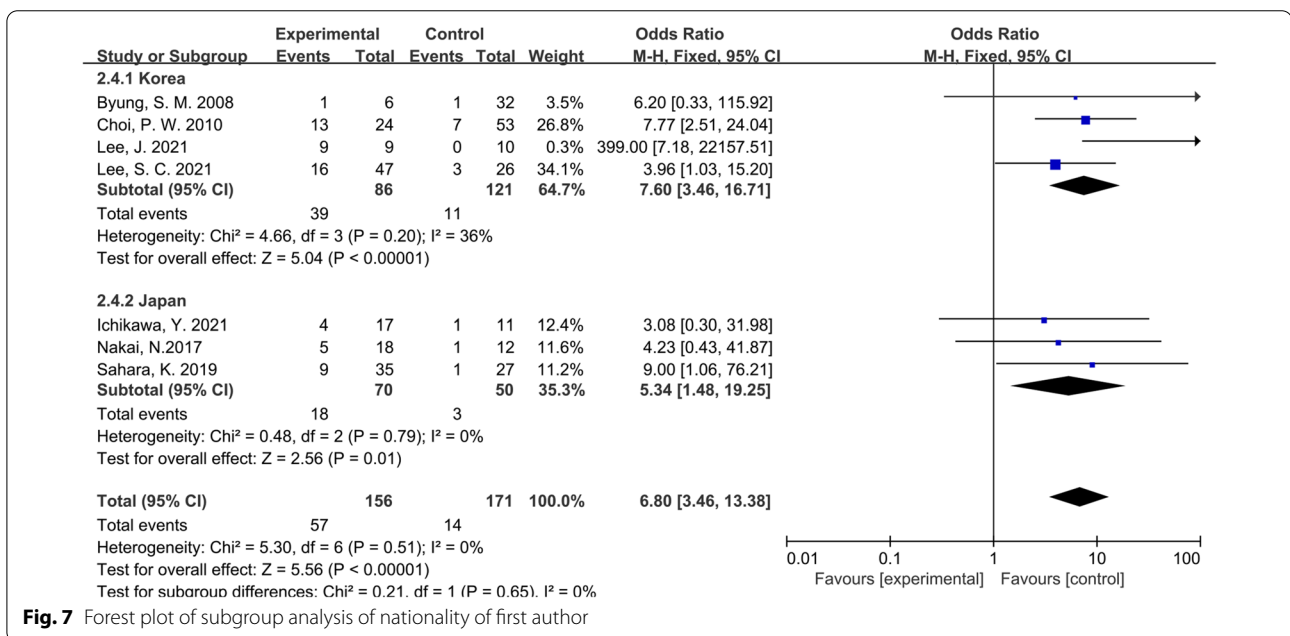 Experimental Control Odds Ratio Odds Ratio
Study or Subgroup Events Total Events Total Weight M-H, Fixed, 95% CI M-H, Fixed, 95% CI
2.4.1 Korea
Byung, S. M. 2008 1 6 1 32 3.5% 6.20 [0.33, 115.92]
Choi, P. W. 2010 13 24 7 53 26.8% 7.77 [2.51, 24.04]
Lee, J. 2021 9 9 0 10 0.3% 399.00 [7.18, 22157.51]
Lee, S. C. 2021 16 47 3 26 34.1% 3.96 [1.03, 15.20]
Subtotal (95% CI) 86 121 64.7% 7.60 [3.46, 16.71]
Total events 39 11
Heterogeneity: Chi² = 4.66, df = 3 (P = 0.20); I² = 36%
Test for overall effect: Z = 5.04 (P < 0.00001)
2.4.2 Japan
Ichikawa, Y. 2021 4 17 1 11 12.4% 3.08 [0.30, 31.98]
Nakai, N.2017 5 18 1 12 11.6% 4.23 [0.43, 41.87]
Sahara, K. 2019 9 35 1 27 11.2% 9.00 [1.06, 76.21]
Subtotal (95% CI) 70 50 35.3% 5.34 [1.48, 19.25]
Total events 18 3
Heterogeneity: Chi² = 0.48, df = 2 (P = 0.79); I² = 0%
Test for overall effect: Z = 2.56 (P = 0.01)
Total (95% CI) 156 171 100.0% 6.80 [3.46, 13.38]
Total events 57 14
Heterogeneity: Chi² = 5.30, df = 6 (P = 0.51); I² = 0%
Test for overall effect: Z = 5.56 (P < 0.00001)
Test for subgroup differences: Chi² = 0.21, df = 1 (P = 0.65), I² = 0%
0.01 0.1 1 10 100
Favours [experimental] Favours [control]
Fig. 7 Forest plot of subgroup analysis of nationality of first author